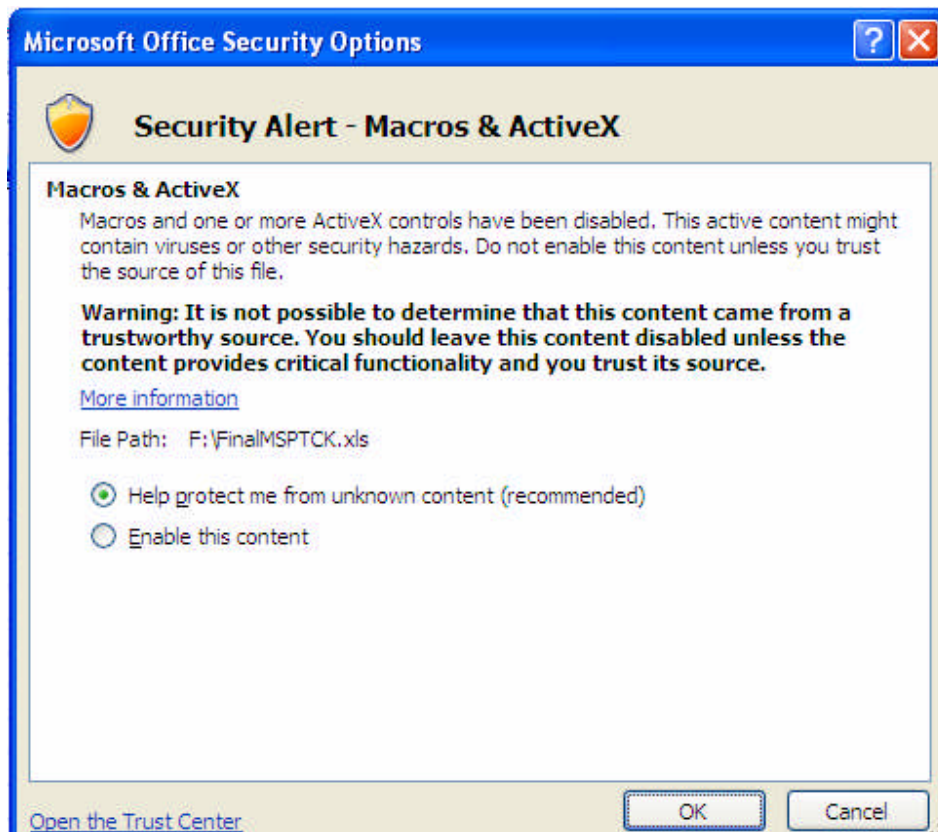 Microsoft Office Security Options
Security Alert - Macros & ActiveX
Macros & ActiveX
Macros and one or more ActiveX controls have been disabled. This active content might
contain viruses or other security hazards. Do not enable this content unless you trust
the source of this file.
Warning: It is not possible to determine that this content came from a
trustworthy source. You should leave this content disabled unless the
content provides critical functionality and you trust its source.
More information
File Path: F:\FinalMSPTCK.xls
Help protect me from unknown content (recommended)
Enable this content
Open the Trust Center
OK
Cancel